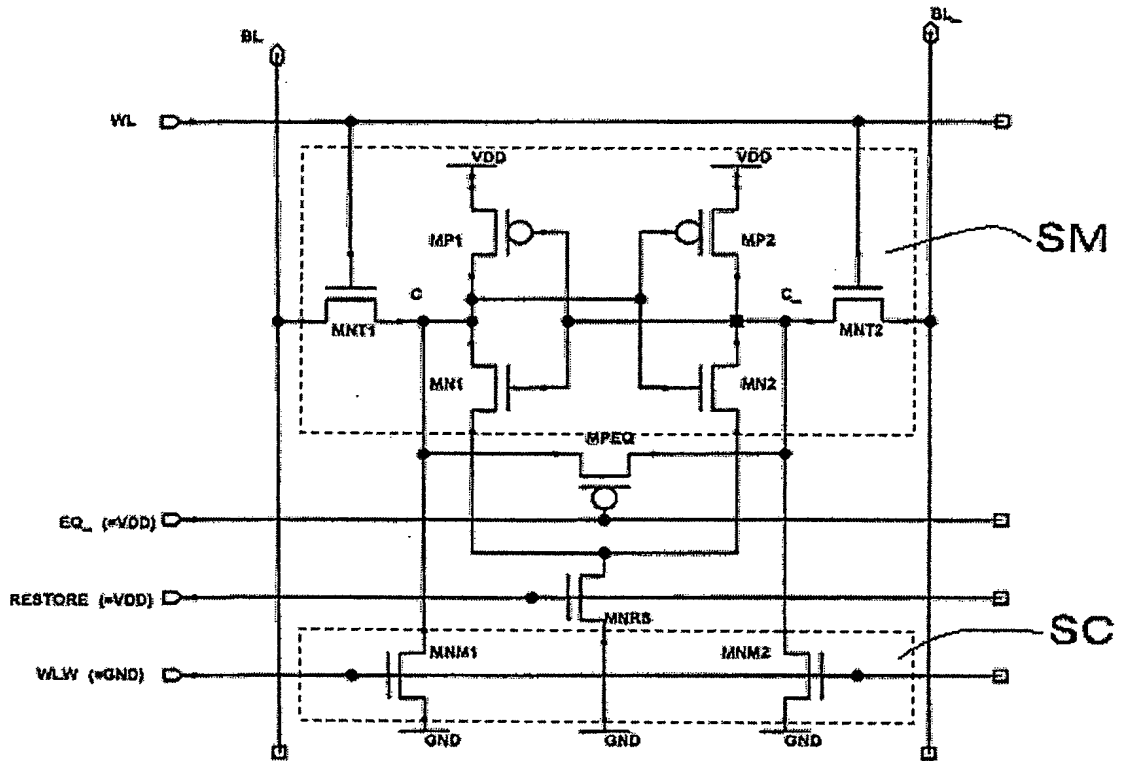 BL
BL_
WL
VDD
VDD
MP1
MP2
SM
C
C_
MNT1
MNT2
MN1
MN2
MPEQ
EQ_ (=VDD)
RESTORE (=VDD)
MNRS
SC
MNM1
MNM2
WLW (=GND)
GND
GND
GND